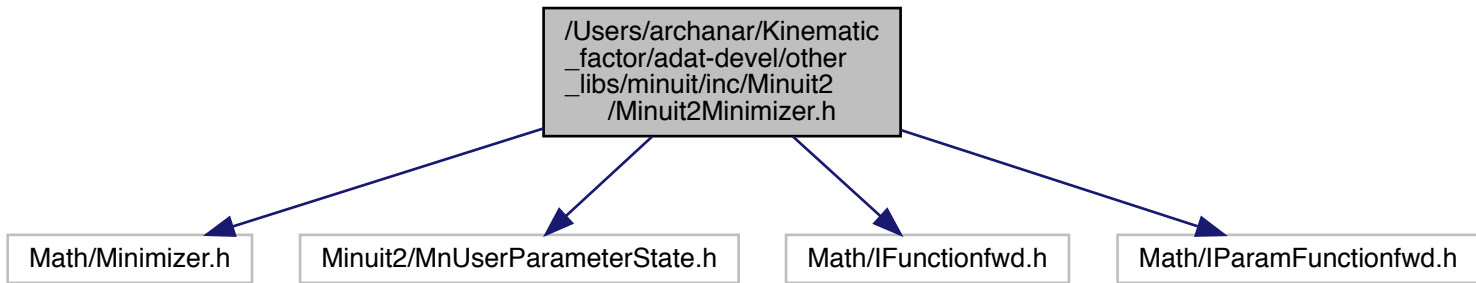 /Users/archanar/Kinematic
_factor/adat-devel/other
_libs/minuit/inc/Minuit2
/Minuit2Minimizer.h
Math/Minimizer.h
Minuit2/MnUserParameterState.h
Math/IFunctionfwd.h
Math/IParamFunctionfwd.h